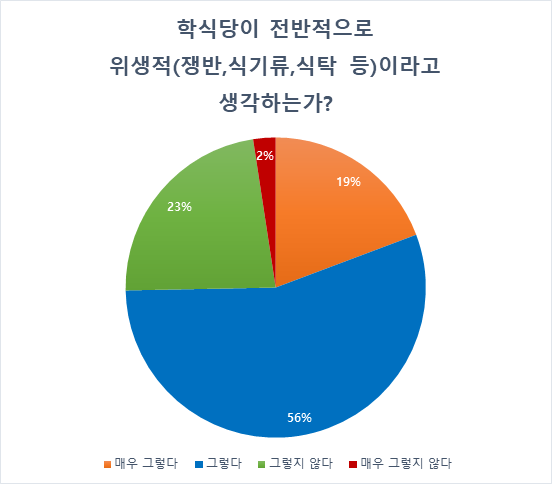 학식당이 전반적으로
위생적(쟁반,식기류,식탁 등)이라고
생각하는가?
2%
19%
23%
56%
매우 그렇다 그렇다 그렇지 않다 매우 그렇지 않다